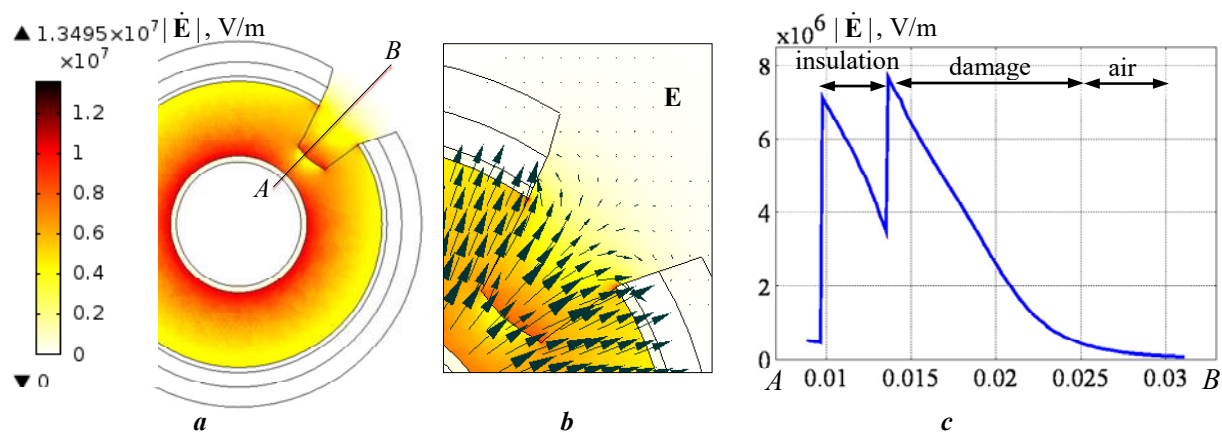 ▲ 1.3495×10⁷ |Ė|, V/m
×10⁷
1.2
1
0.8
0.6
0.4
0.2
0
▼ 0
A
B
a
E
b
x10⁶ |Ė|, V/m
insulation
damage
air
8
6
4
2
0
A 0.01 0.015 0.02 0.025 0.03 B
c